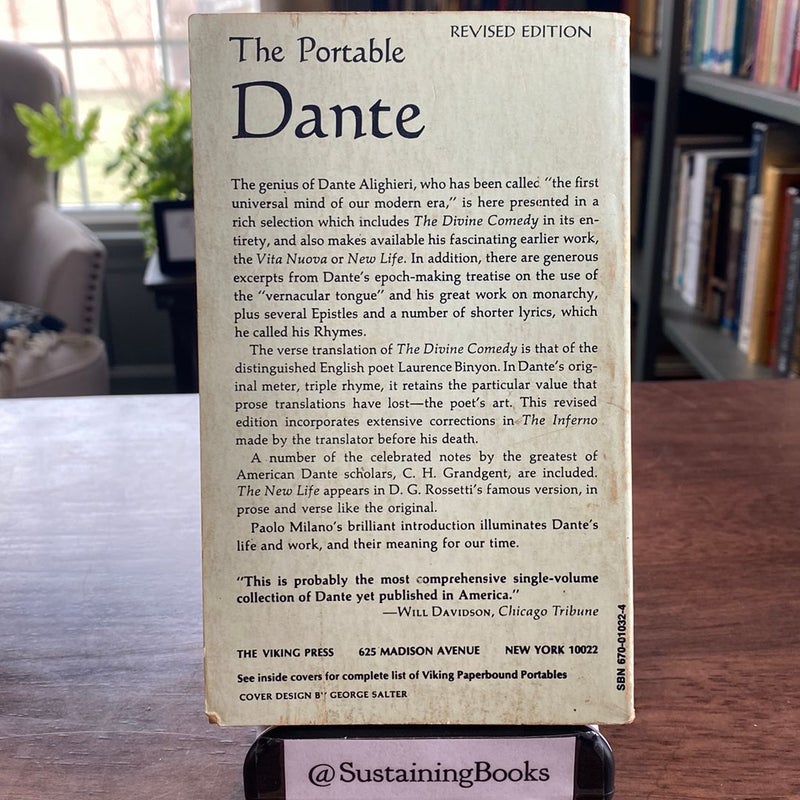 The Portable
REVISED EDITION
Dante
The genius of Dante Alighieri, who has been called "the first
universal mind of our modern era," is here presented in a
rich selection which includes The Divine Comedy in its en-
tirety, and also makes available his fascinating earlier work,
the Vita Nuova or New Life. In addition, there are generous
excerpts from Dante's epoch-making treatise on the use of
the "vernacular tongue" and his great work on monarchy,
plus several Epistles and a number of shorter lyrics, which
he called his Rhymes.
The verse translation of The Divine Comedy is that of the
distinguished English poet Laurence Binyon. In Dante's orig-
inal meter, triple rhyme, it retains the particular value that
prose translations have lost—the poet's art. This revised
edition incorporates extensive corrections in The Inferno
made by the translator before his death.
A number of the celebrated notes by the greatest of
American Dante scholars, C. H. Grandgent, are included.
The New Life appears in D. G. Rossetti's famous version, in
prose and verse like the original.
Paolo Milano's brilliant introduction illuminates Dante's
life and work, and their meaning for our time.
"This is probably the most comprehensive single-volume
collection of Dante yet published in America."
—WILL DAVIDSON, Chicago Tribune
THE VIKING PRESS 625 MADISON AVENUE NEW YORK 10022
See inside covers for complete list of Viking Paperbound Portables
COVER DESIGN BY GEORGE SALTER
SBN 670-01032-4
@SustainingBooks